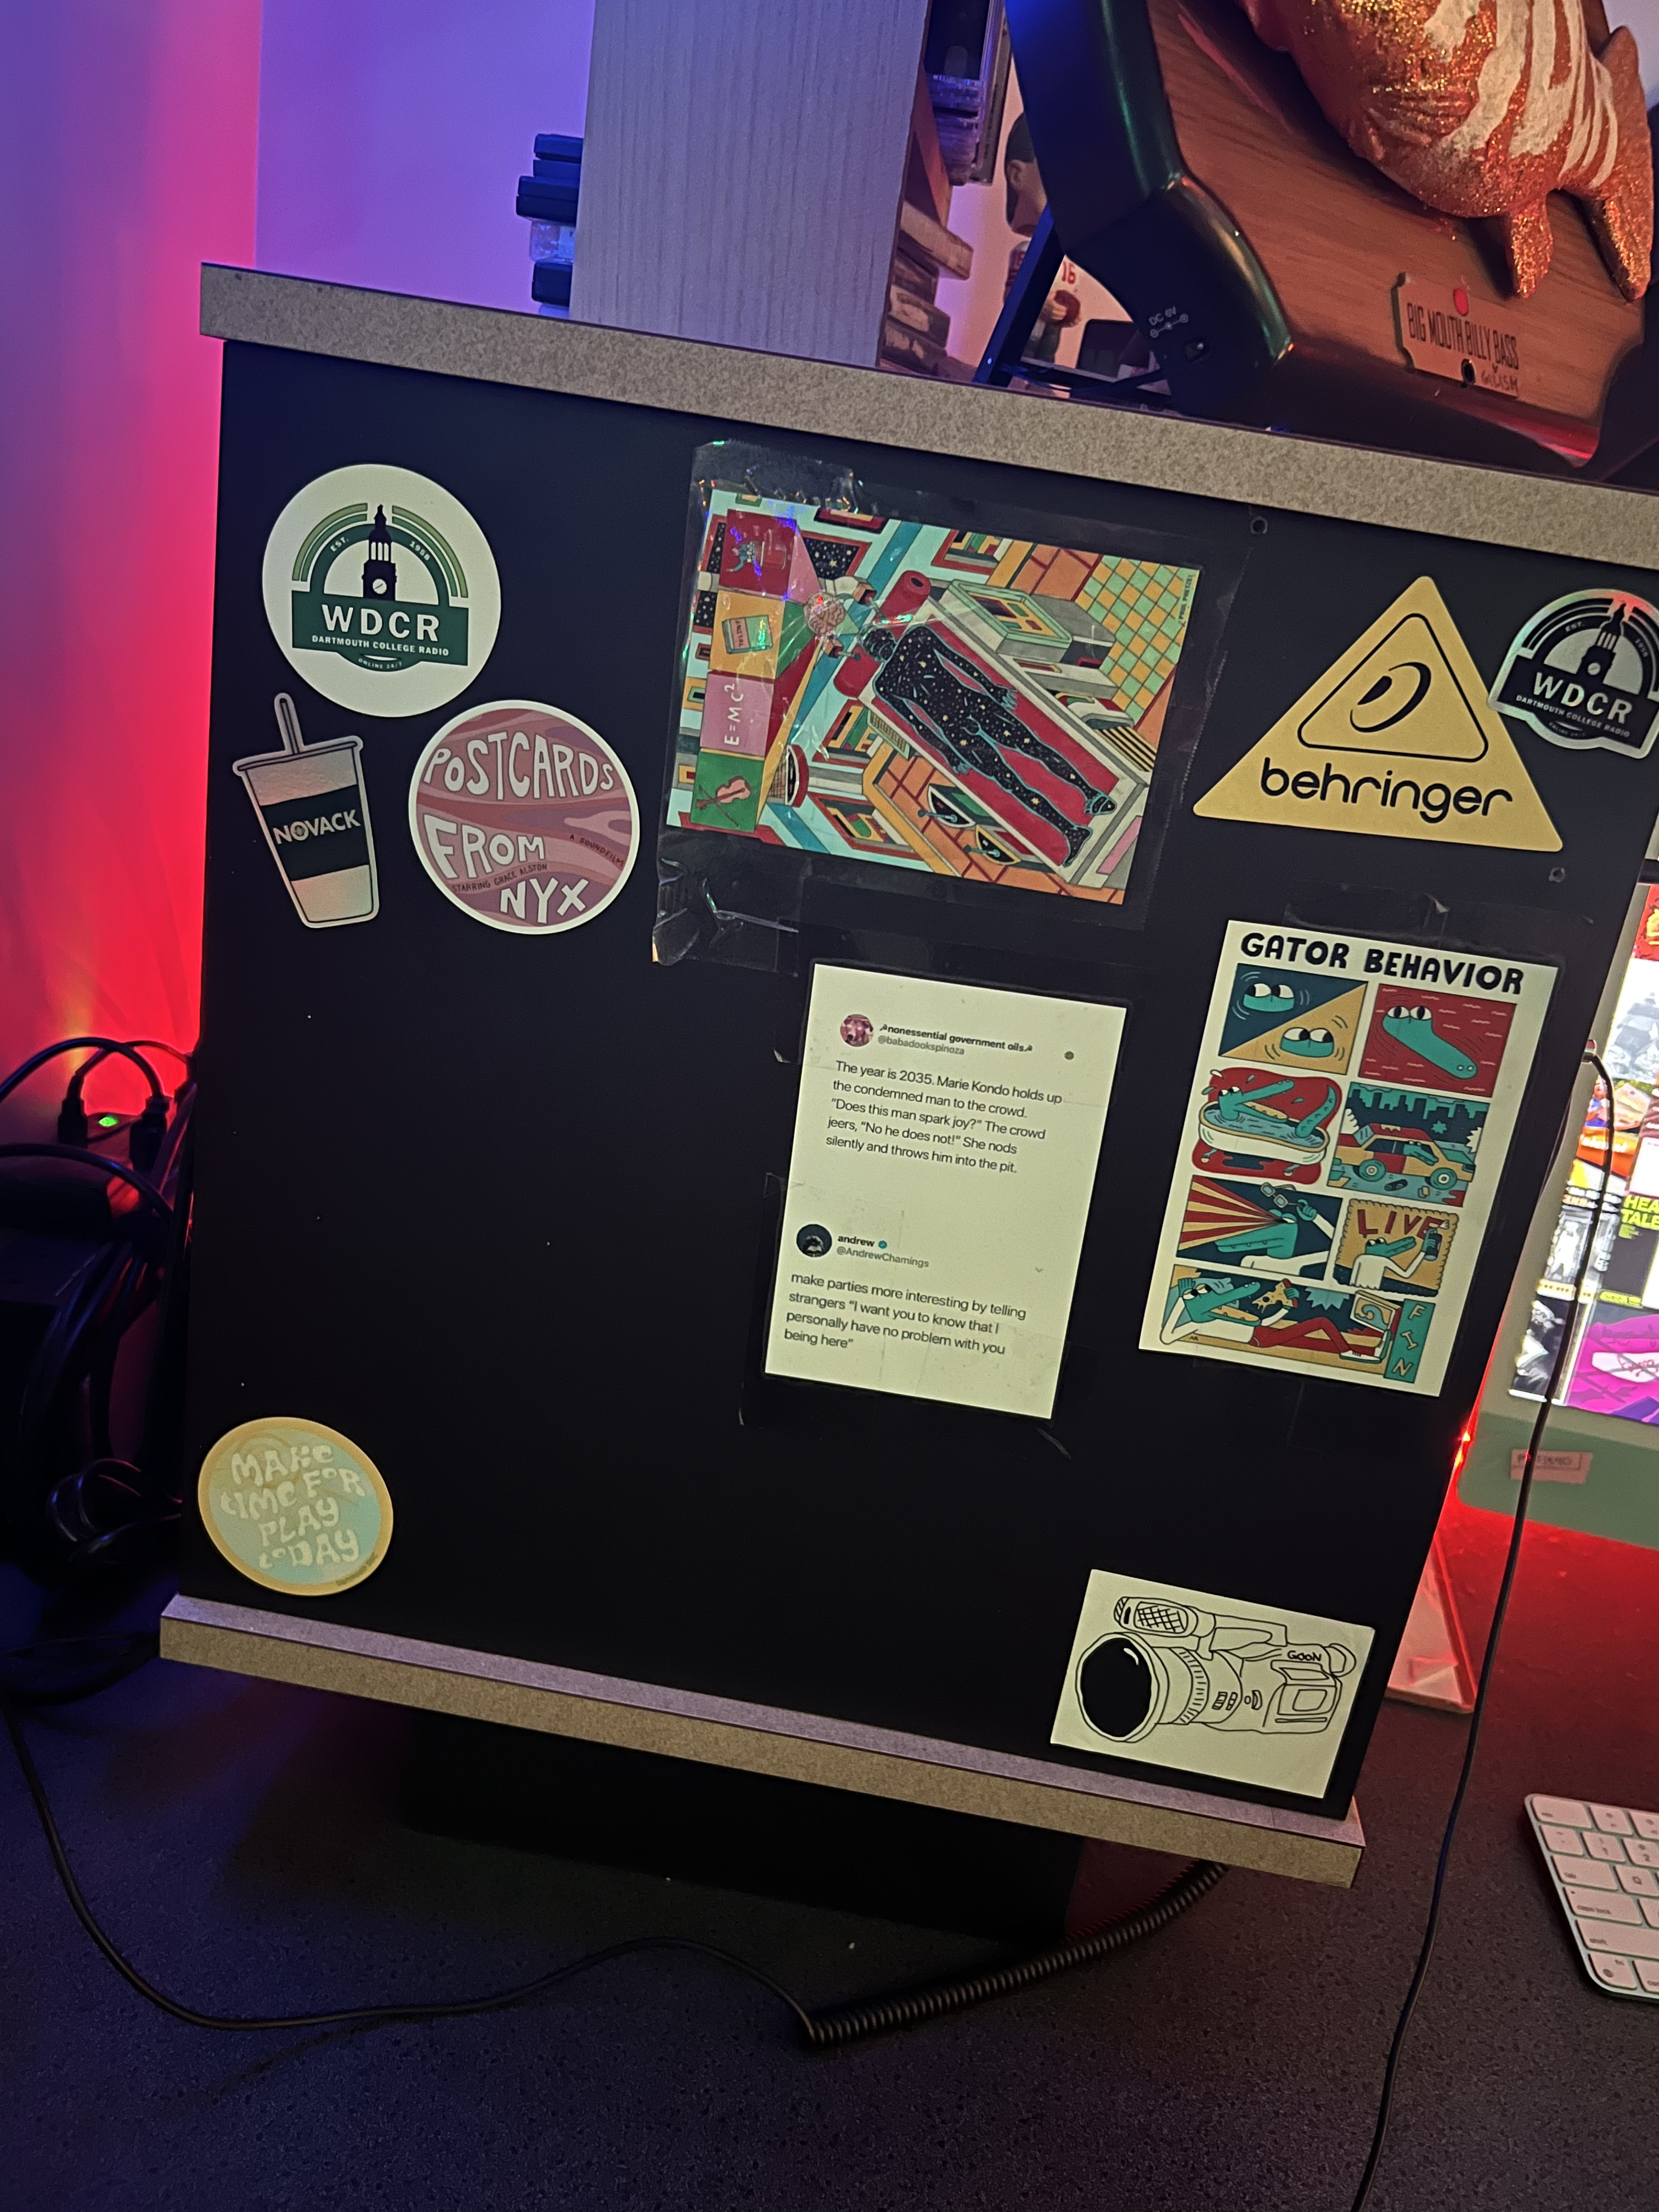 DC 6V
BIG MOUTH BILLY BASS
16
EST. 1958
WDCR
DARTMOUTH COLLEGE RADIO
ONLINE 24/7
NOVACK
POSTCARDS
FROM
A SOUNDFILM
STARRING GRACE ALSTON
NYX
E=MC²
behringer
EST. 1958
WDCR
DARTMOUTH COLLEGE RADIO
GATOR BEHAVIOR
LIVE
FIN
nonessential government oils
@babadookspinoza
The year is 2035. Marie Kondo holds up
the condemned man to the crowd.
"Does this man spark joy?" The crowd
jeers, "No he does not!" She nods
silently and throws him into the pit.
andrew
@AndrewChamings
make parties more interesting by telling
strangers "I want you to know that I
personally have no problem with you
being here"
MAKE
TIME FOR
PLAY
TODAY
GOON